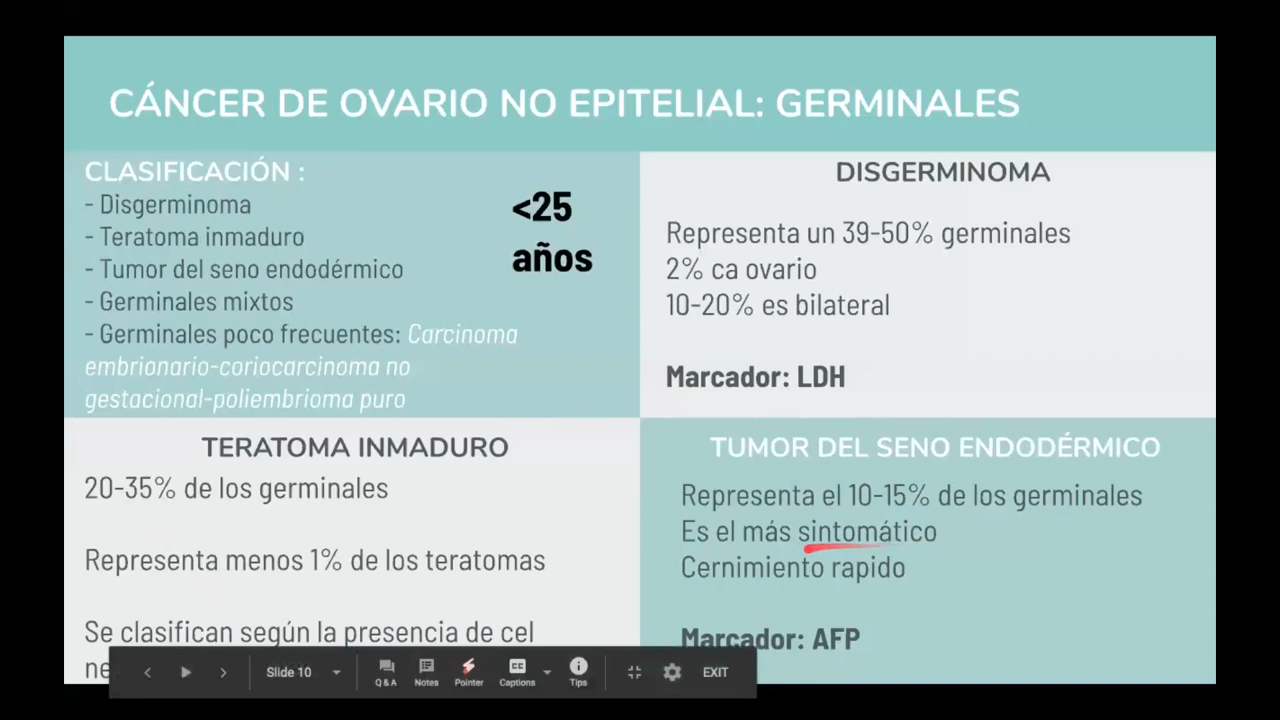 CÁNCER DE OVARIO NO EPITELIAL: GERMINALES
CLASIFICACIÓN :
- Disgerminoma
- Teratoma inmaduro
- Tumor del seno endodérmico
- Germinales mixtos
- Germinales poco frecuentes: Carcinoma
embrionario-coriocarcinoma no
gestacional-poliembrioma puro
<25
años
DISGERMINOMA
Representa un 39-50% germinales
2% ca ovario
10-20% es bilateral
Marcador: LDH
TERATOMA INMADURO
20-35% de los germinales
Representa menos 1% de los teratomas
Se clasifican según la presencia de cel
TUMOR DEL SENO ENDODÉRMICO
Representa el 10-15% de los germinales
Es el más sintomático
Cernimiento rapido
Marcador: AFP
Slide 10
Q & A
Notes
Pointer
CC
Captions
Tips
EXIT